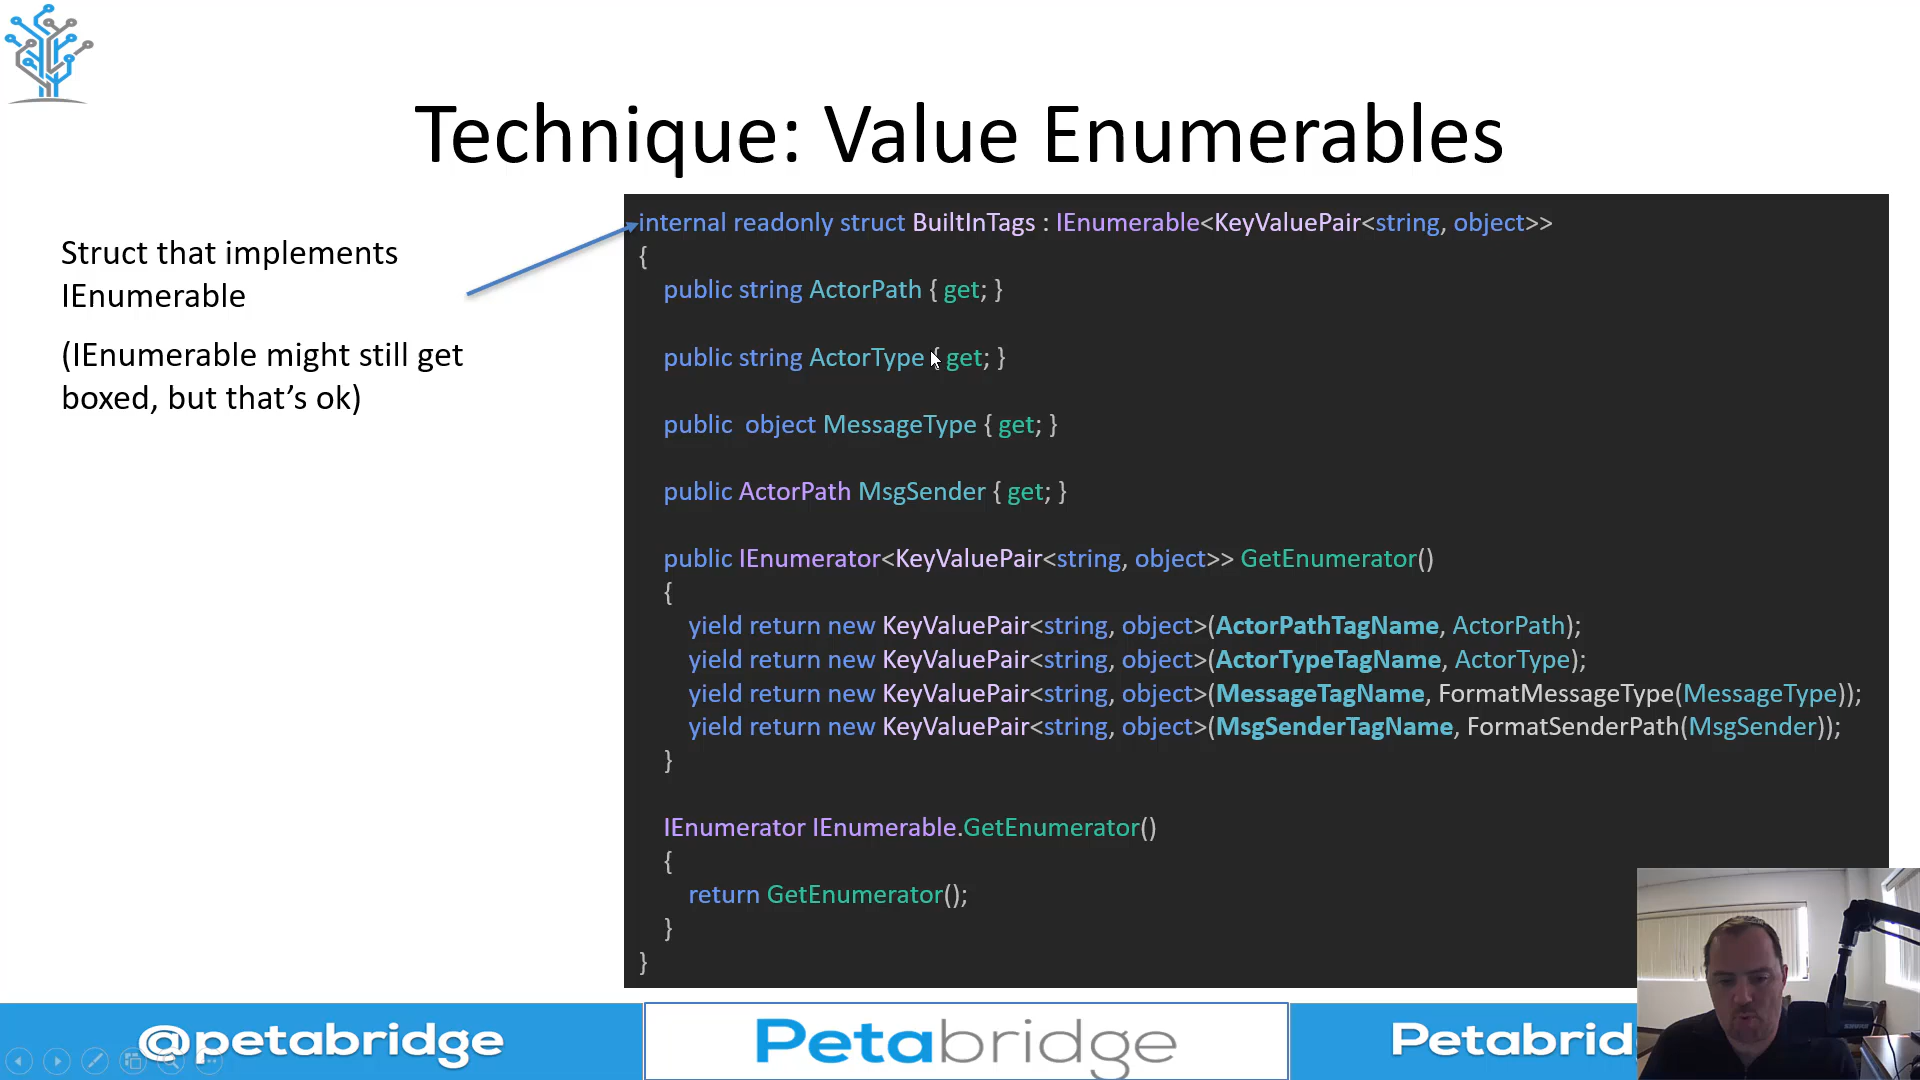 Technique: Value Enumerables
Struct that implements
IEnumerable
(IEnumerable might still get
boxed, but that's ok)
internal readonly struct BuiltInTags : IEnumerable<KeyValuePair<string, object>>
{
public string ActorPath { get; }
public string ActorType { get; }
public  object MessageType { get; }
public ActorPath MsgSender { get; }
public IEnumerator<KeyValuePair<string, object>> GetEnumerator()
{
yield return new KeyValuePair<string, object>(ActorPathTagName, ActorPath);
yield return new KeyValuePair<string, object>(ActorTypeTagName, ActorType);
yield return new KeyValuePair<string, object>(MessageTagName, FormatMessageType(MessageType));
yield return new KeyValuePair<string, object>(MsgSenderTagName, FormatSenderPath(MsgSender));
}
IEnumerator IEnumerable.GetEnumerator()
{
return GetEnumerator();
}
}
@petabridge
Petabridge
Petabrid